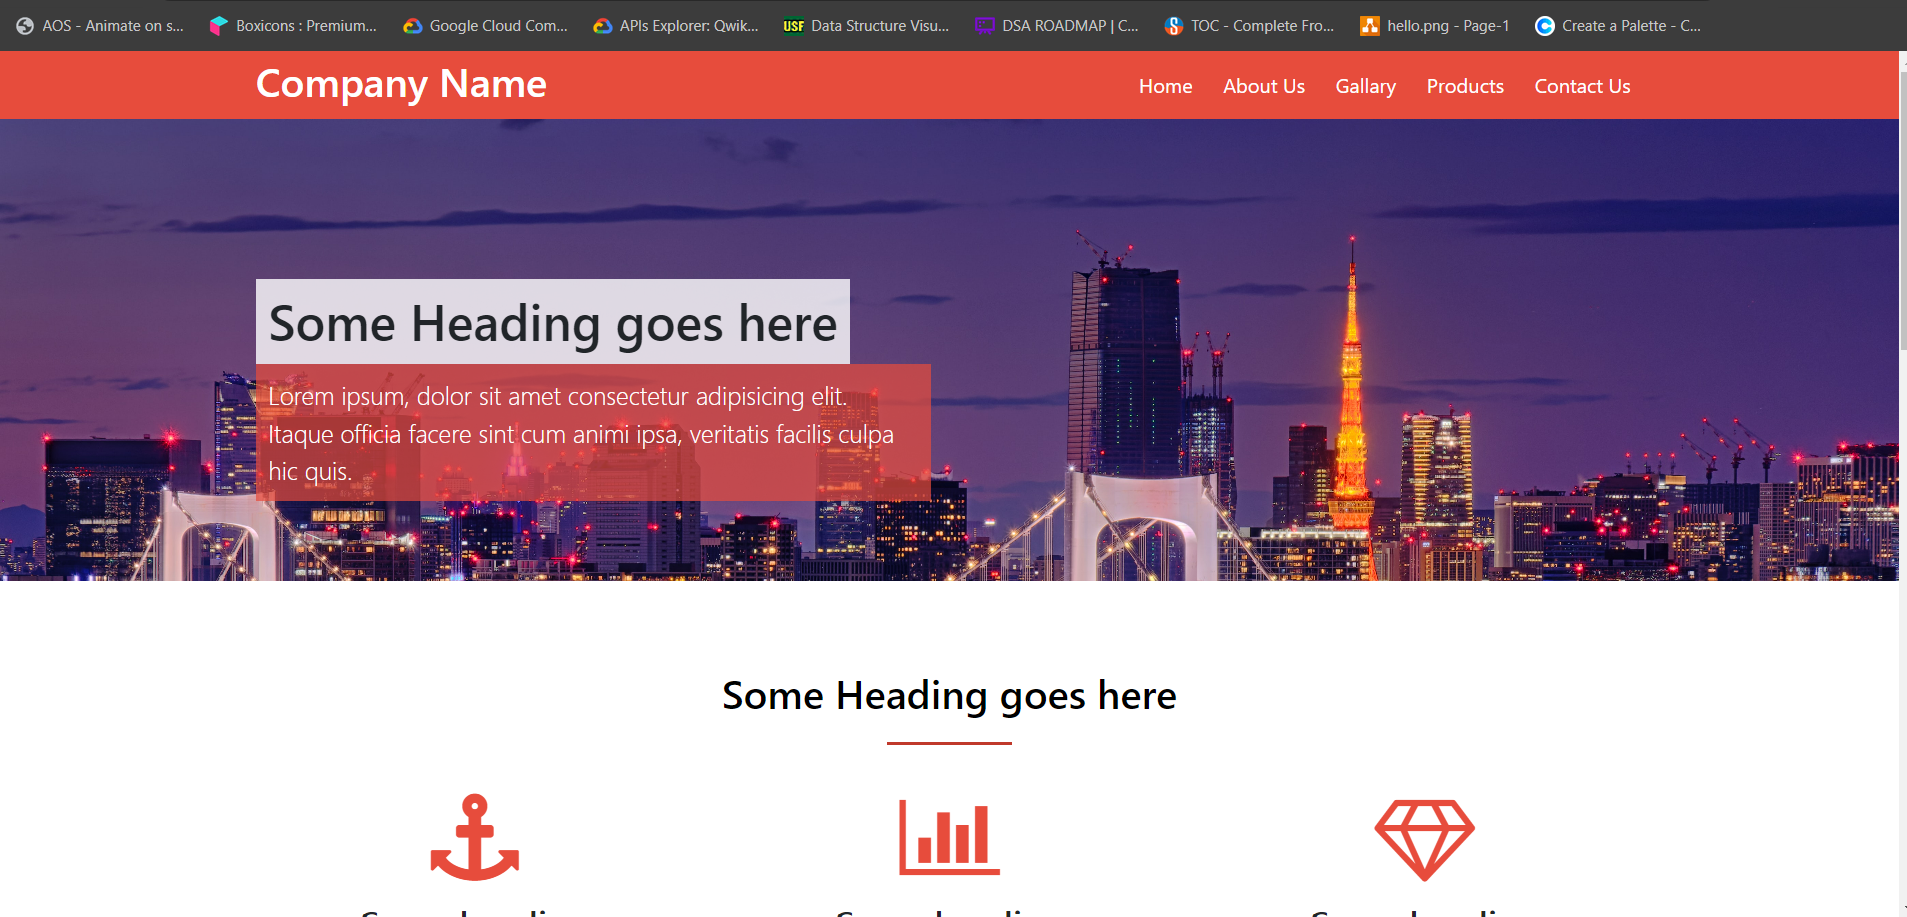 AOS - Animate on s... Boxicons : Premium... Google Cloud Com... APIs Explorer: Qwik... USF Data Structure Visu... DSA ROADMAP | C... TOC - Complete Fro... hello.png - Page-1 Create a Palette - C...
Company Name Home About Us Gallary Products Contact Us
Some Heading goes here
Lorem ipsum, dolor sit amet consectetur adipisicing elit.
Itaque officia facere sint cum animi ipsa, veritatis facilis culpa
hic quis.
Some Heading goes here